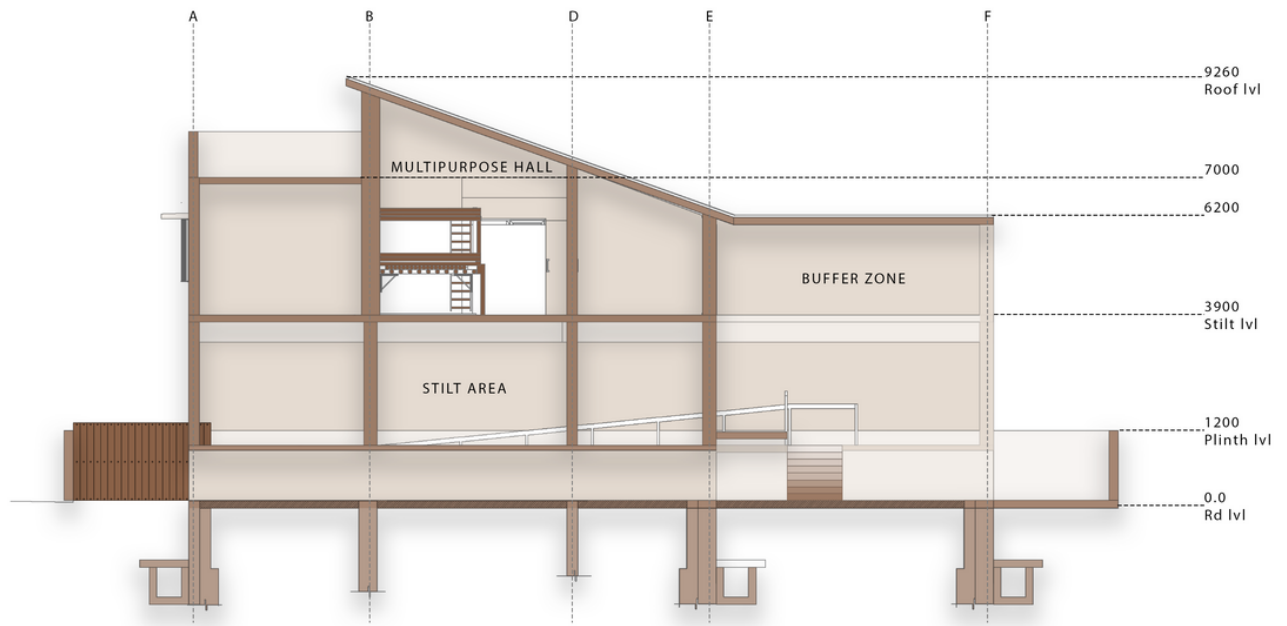 A B D E F
9260
Roof lvl
MULTIPURPOSE HALL
7000
6200
BUFFER ZONE
3900
Stilt lvl
STILT AREA
1200
Plinth lvl
0.0
Rd lvl